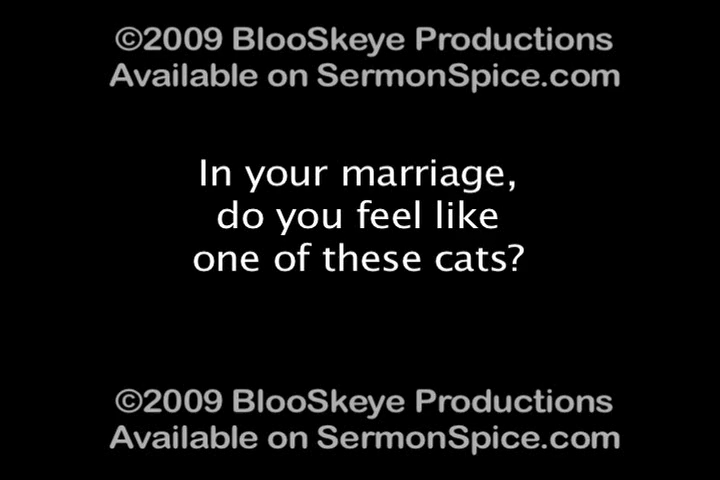 ©2009 BlooSkeye Productions
Available on SermonSpice.com
In your marriage,
do you feel like
one of these cats?
©2009 BlooSkeye Productions
Available on SermonSpice.com